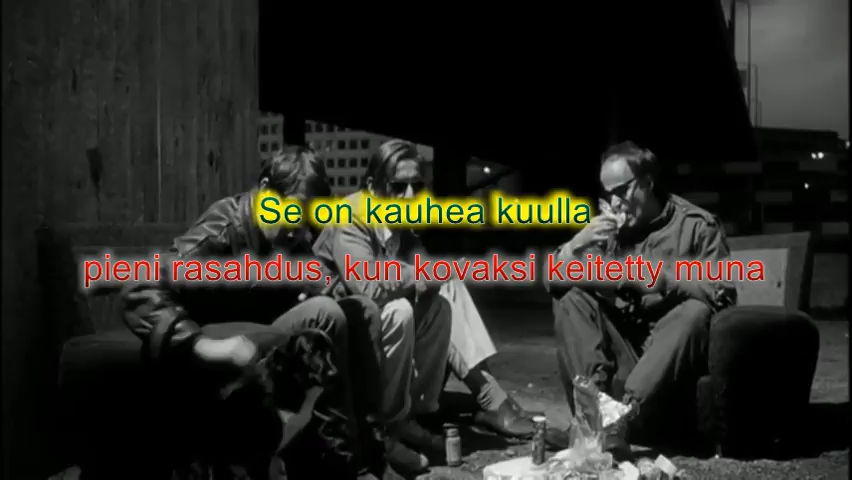 Se on kauhea kuulla
pieni rasahdus, kun kovaksi keitetty muna